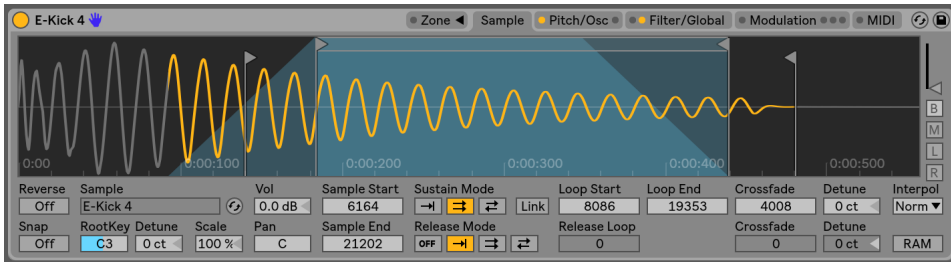 E-Kick 4 Zone Sample Pitch/Osc Filter/Global Modulation MIDI
B
M
L
R
0:00 0:00:100 0:00:200 0:00:300 0:00:400 0:00:500
Reverse Sample Vol Sample Start Sustain Mode Loop Start Loop End Crossfade Detune Interpol
Off E-Kick 4 0.0 dB 6164 Link 8086 19353 4008 0 ct Norm
Snap RootKey Detune Scale Pan Sample End Release Mode Release Loop Crossfade Detune
Off C3 0 ct 100 % C 21202 OFF 0 0 0 ct RAM